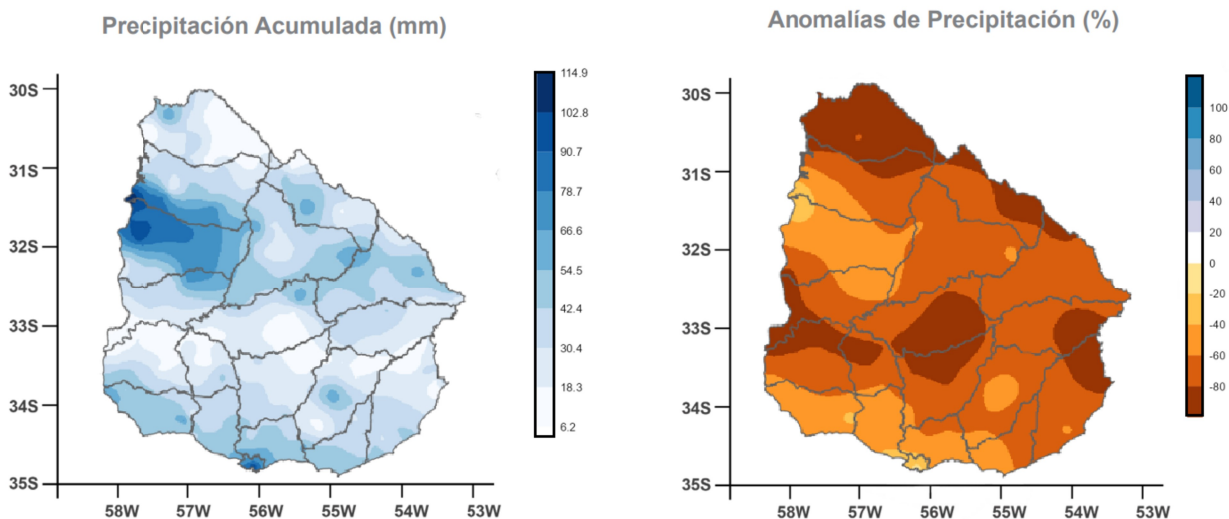 Precipitación Acumulada (mm)
114.9
102.8
90.7
78.7
66.6
54.5
42.4
30.4
18.3
6.2
30S
31S
32S
33S
34S
35S
58W 57W 56W 55W 54W 53W
Anomalías de Precipitación (%)
100
80
60
40
20
0
-20
-40
-60
-80
30S
31S
32S
33S
34S
35S
58W 57W 56W 55W 54W 53W